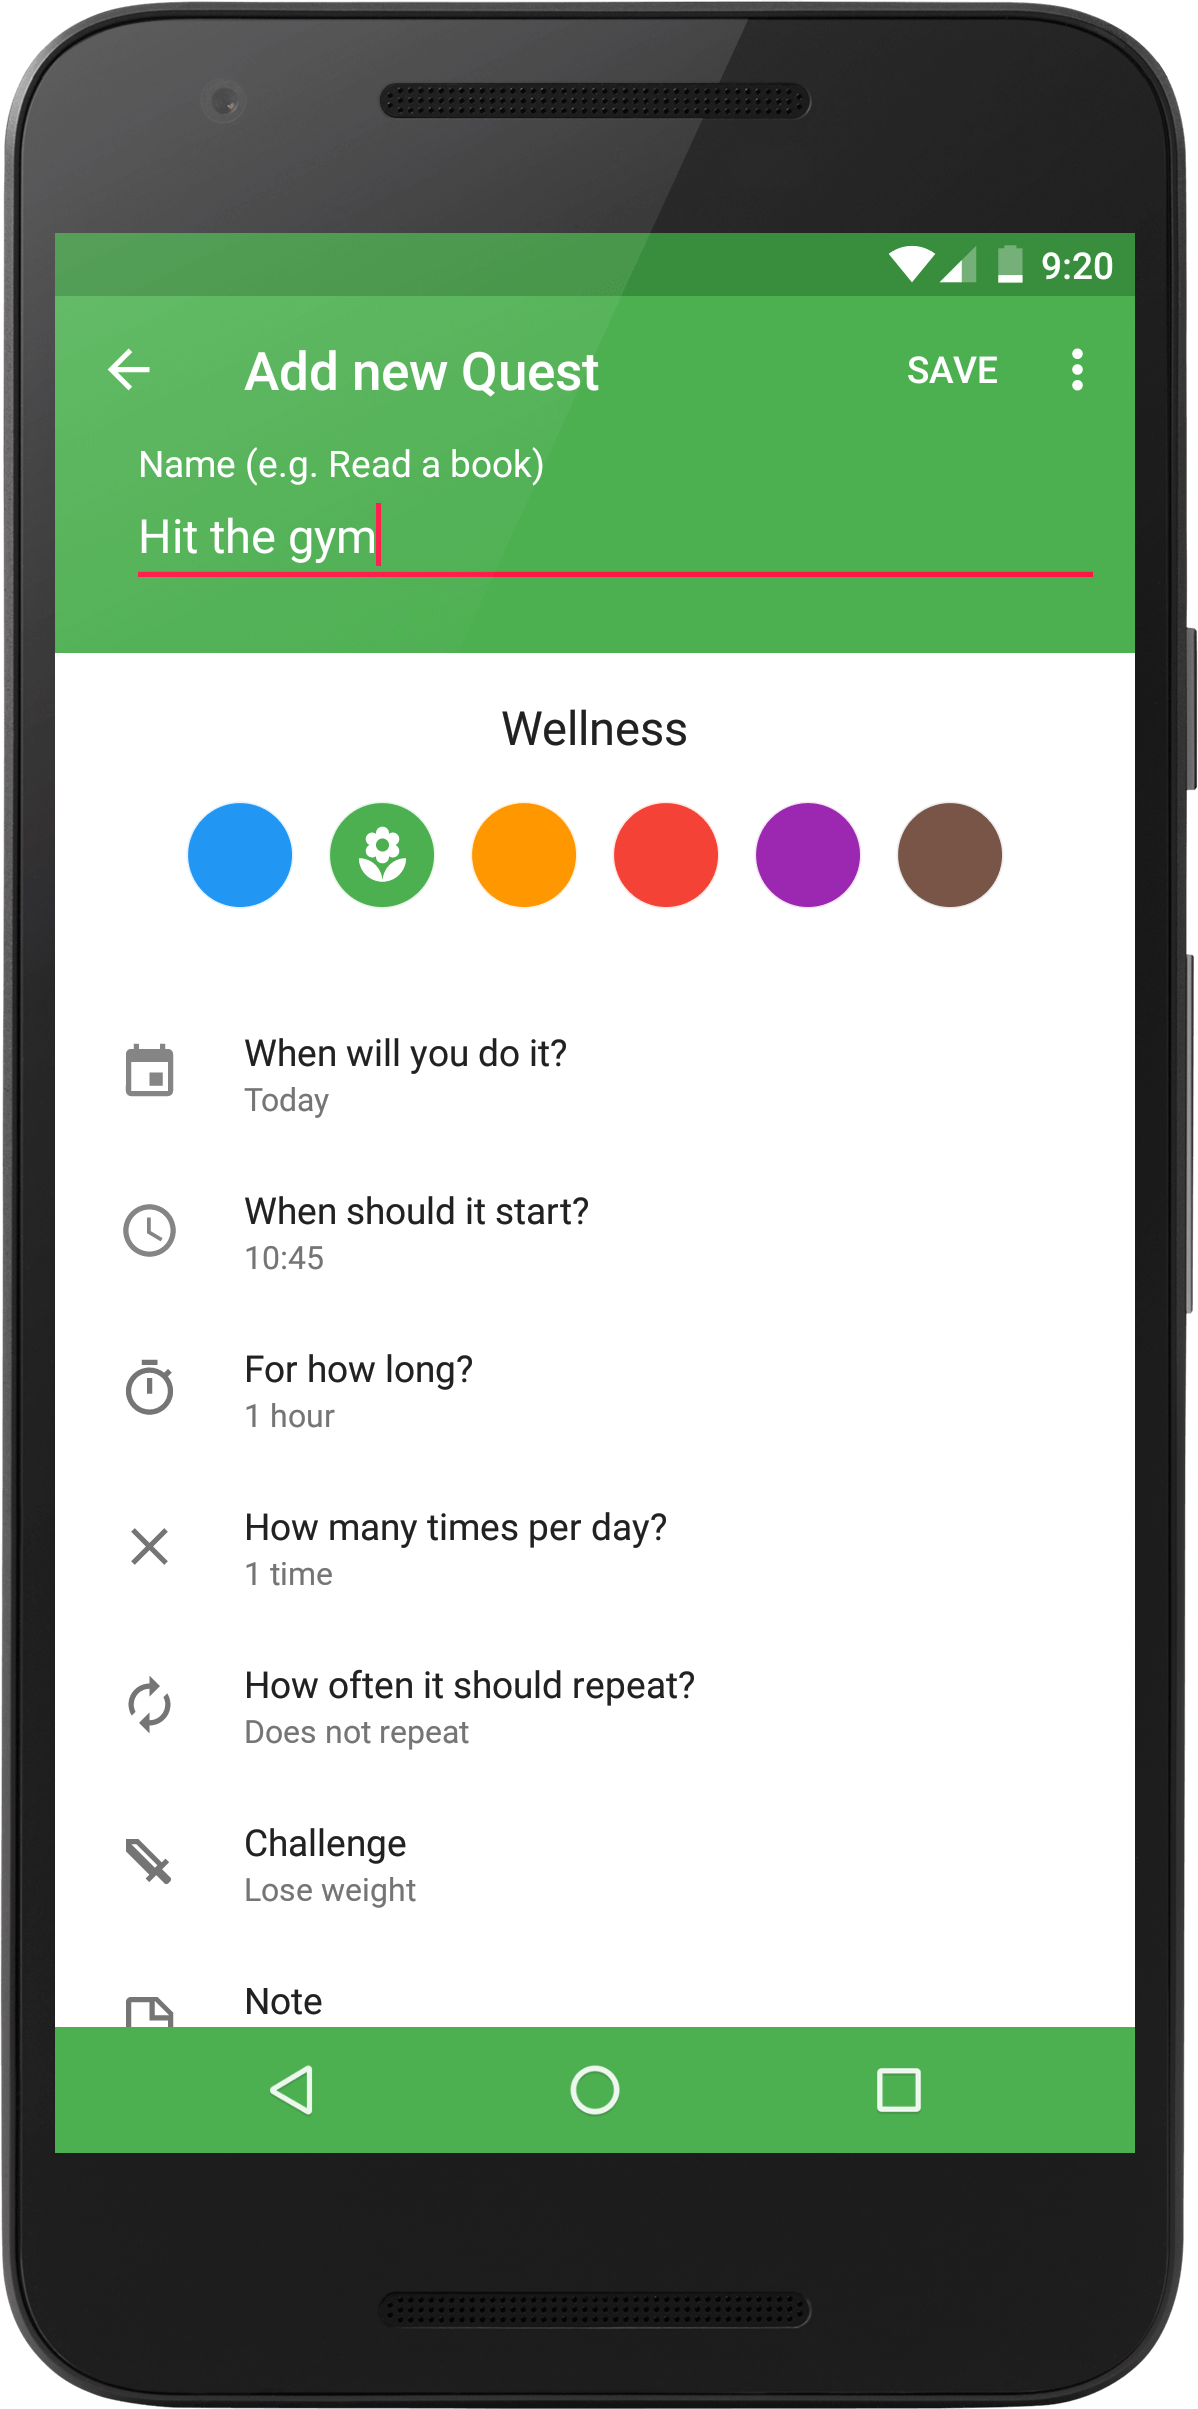 9:20
Add new Quest SAVE
Name (e.g. Read a book)
Hit the gym
Wellness
When will you do it?
Today
When should it start?
10:45
For how long?
1 hour
How many times per day?
1 time
How often it should repeat?
Does not repeat
Challenge
Lose weight
Note